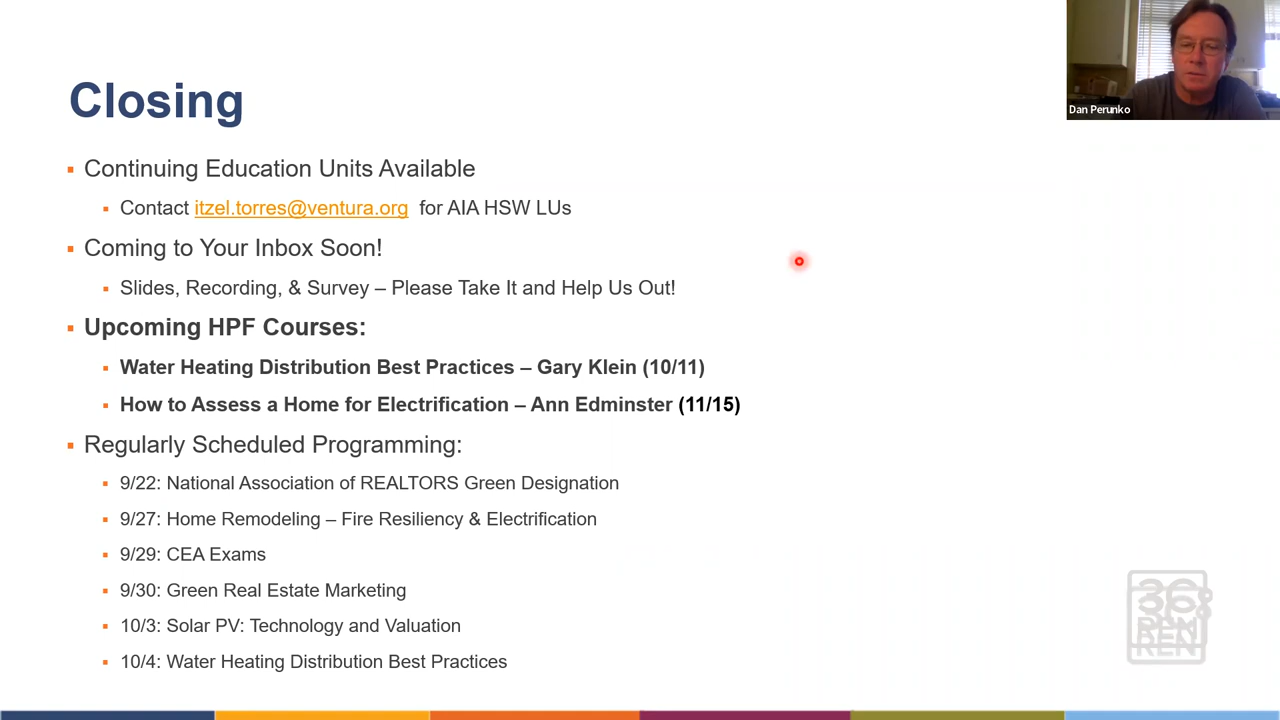 Closing
Dan Perunko
▪ Continuing Education Units Available
▪ Contact itzel.torres@ventura.org for AIA HSW LUs
▪ Coming to Your Inbox Soon!
▪ Slides, Recording, & Survey – Please Take It and Help Us Out!
▪ Upcoming HPF Courses:
▪ Water Heating Distribution Best Practices – Gary Klein (10/11)
▪ How to Assess a Home for Electrification – Ann Edminster (11/15)
▪ Regularly Scheduled Programming:
▪ 9/22: National Association of REALTORS Green Designation
▪ 9/27: Home Remodeling – Fire Resiliency & Electrification
▪ 9/29: CEA Exams
▪ 9/30: Green Real Estate Marketing
▪ 10/3: Solar PV: Technology and Valuation
▪ 10/4: Water Heating Distribution Best Practices
REN